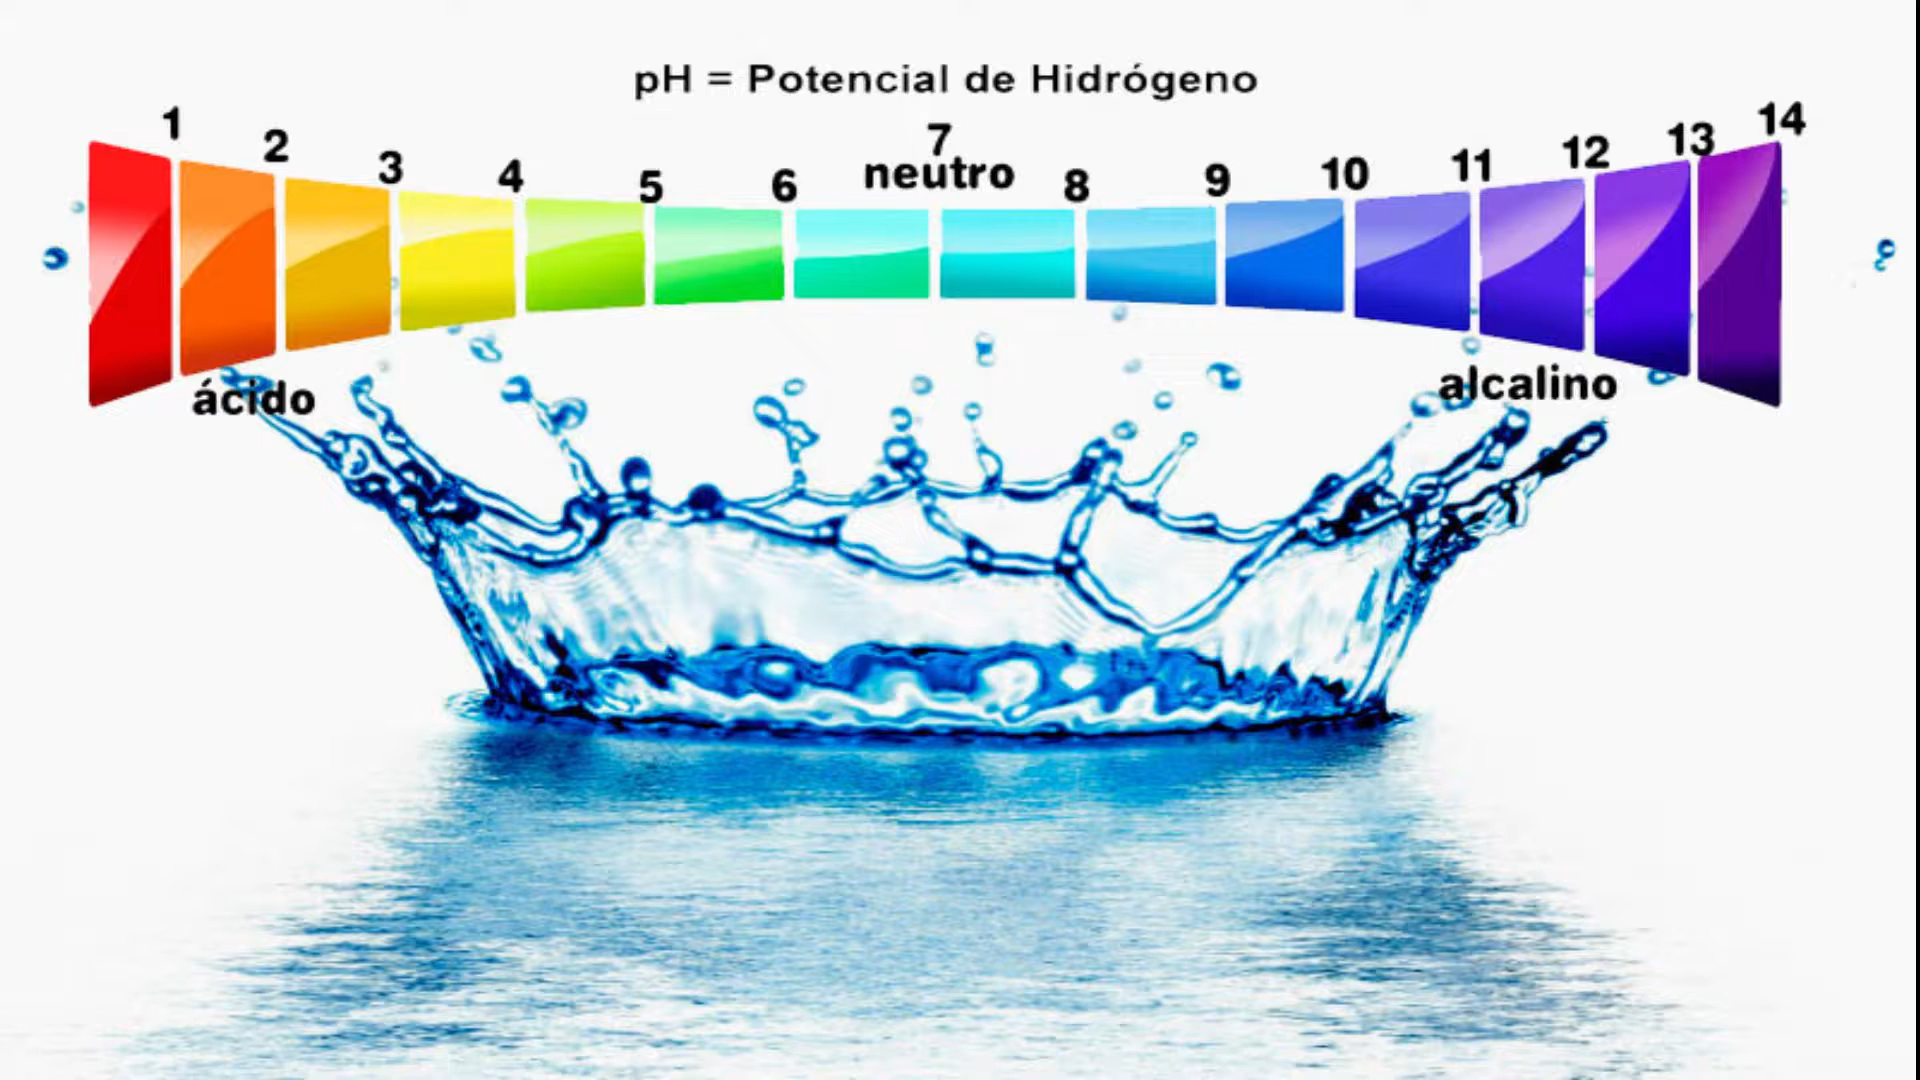 pH = Potencial de Hidrógeno
1 2 3 4 5 6 7 8 9 10 11 12 13 14
neutro
ácido
alcalino